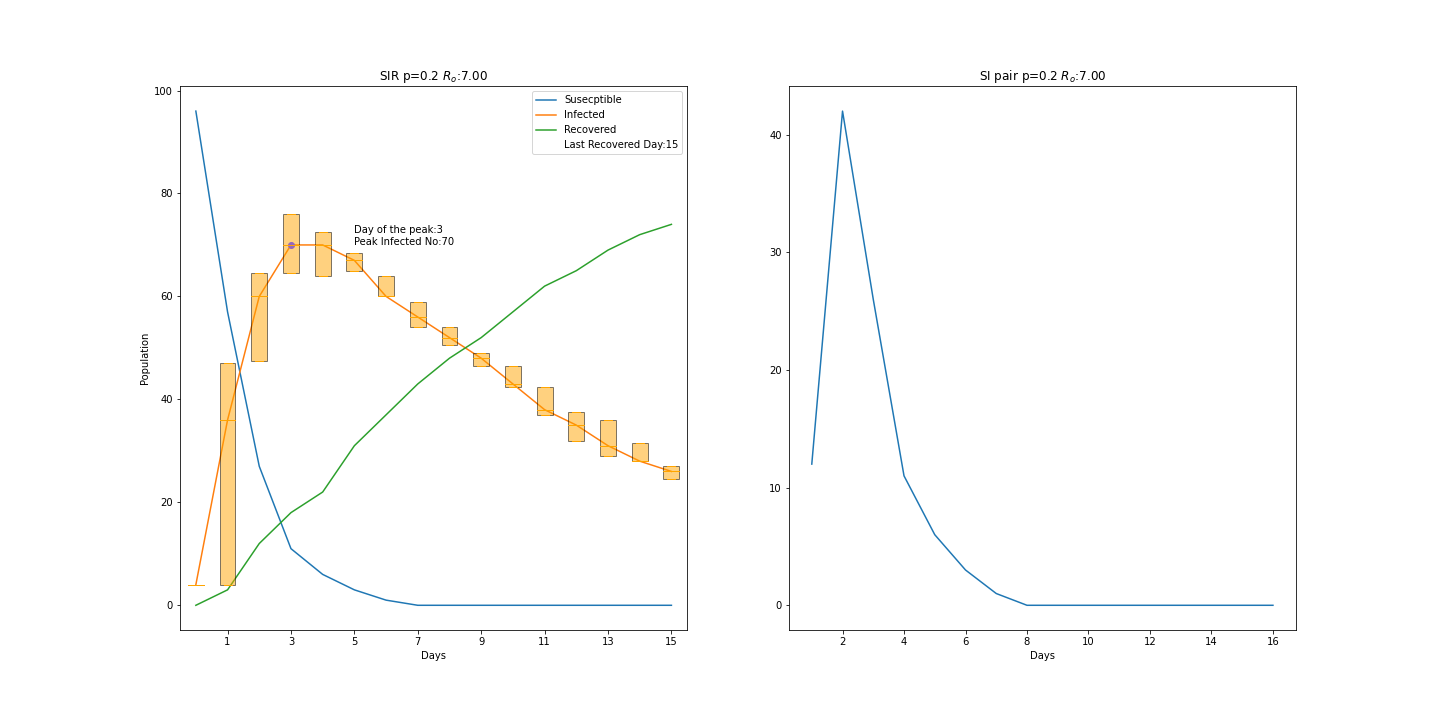 SIR p=0.2 Rₒ:7.00
Susecptible
Infected
Recovered
Last Recovered Day:15
Day of the peak:3
Peak Infected No:70
Population
100
80
60
40
20
0
1 3 5 7 9 11 13 15
Days
SI pair p=0.2 Rₒ:7.00
40
30
20
10
0
2 4 6 8 10 12 14 16
Days